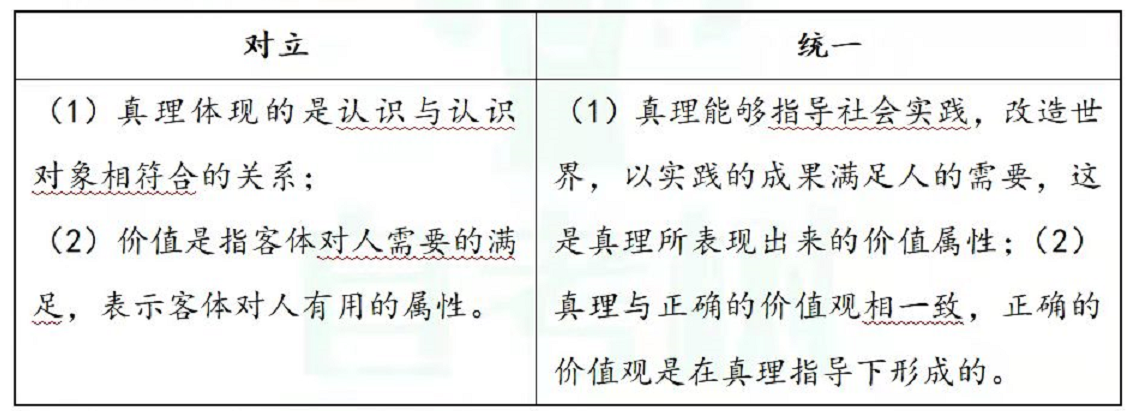 对立
统一
（1）真理体现的是认识与认识
对象相符合的关系；
（2）价值是指客体对人需要的满
足，表示客体对人有用的属性。
（1）真理能够指导社会实践，改造世
界，以实践的成果满足人的需要，这
是真理所表现出来的价值属性；（2）
真理与正确的价值观相一致，正确的
价值观是在真理指导下形成的。